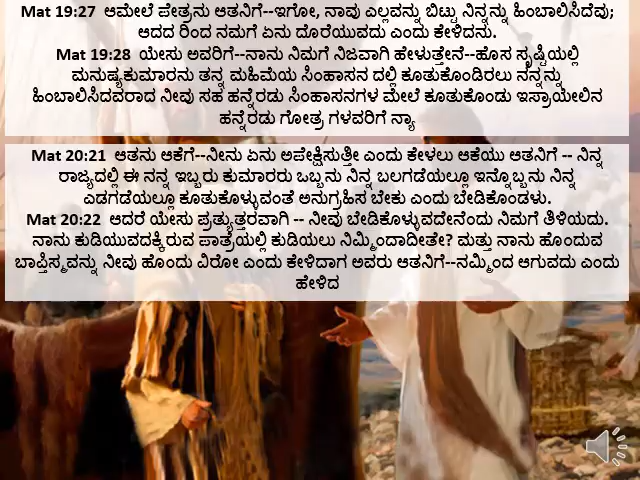 Mat 19:27 ಆಮೇಲೆ ಪೇತ್ರನು ಆತನಿಗೆ--ಇಗೋ, ನಾವು ಎಲ್ಲವನ್ನು ಬಿಟ್ಟು ನಿನ್ನನ್ನು ಹಿಂಬಾಲಿಸಿದೆವು;
ಆದದ ರಿಂದ ನಮಗೆ ಏನು ದೊರೆಯುವದು ಎಂದು ಕೇಳಿದನು.
Mat 19:28 ಯೇಸು ಅವರಿಗೆ--ನಾನು ನಿಮಗೆ ನಿಜವಾಗಿ ಹೇಳುತ್ತೇನೆ--ಹೊಸ ಸೃಷ್ಟಿಯಲ್ಲಿ
ಮನುಷ್ಯಕುಮಾರನು ತನ್ನ ಮಹಿಮೆಯ ಸಿಂಹಾಸನ ದಲ್ಲಿ ಕೂತುಕೊಂಡಿರಲು ನನ್ನನ್ನು
ಹಿಂಬಾಲಿಸಿದವರಾದ ನೀವು ಸಹ ಹನ್ನೆರಡು ಸಿಂಹಾಸನಗಳ ಮೇಲೆ ಕೂತುಕೊಂಡು ಇಸ್ರಾಯೇಲಿನ
ಹನ್ನೆರಡು ಗೋತ್ರ ಗಳವರಿಗೆ ನ್ಯಾ
Mat 20:21 ಆತನು ಆಕೆಗೆ--ನೀನು ಏನು ಅಪೇಕ್ಷಿಸುತ್ತೀ ಎಂದು ಕೇಳಲು ಆಕೆಯು ಆತನಿಗೆ -- ನಿನ್ನ
ರಾಜ್ಯದಲ್ಲಿ ಈ ನನ್ನ ಇಬ್ಬರು ಕುಮಾರರು ಒಬ್ಬನು ನಿನ್ನ ಬಲಗಡೆಯಲ್ಲೂ ಇನ್ನೊಬ್ಬನು ನಿನ್ನ
ಎಡಗಡೆಯಲ್ಲೂ ಕೂತುಕೊಳ್ಳುವಂತೆ ಅನುಗ್ರಹಿಸ ಬೇಕು ಎಂದು ಬೇಡಿಕೊಂಡಳು.
Mat 20:22 ಆದರೆ ಯೇಸು ಪ್ರತ್ಯುತ್ತರವಾಗಿ -- ನೀವು ಬೇಡಿಕೊಳ್ಳುವದೇನೆಂದು ನಿಮಗೆ ತಿಳಿಯದು.
ನಾನು ಕುಡಿಯುವದಕ್ಕಿರುವ ಪಾತ್ರೆಯಲ್ಲಿ ಕುಡಿಯಲು ನಿಮ್ಮಿಂದಾದೀತೇ? ಮತ್ತು ನಾನು ಹೊಂದುವ
ಬಾಪ್ತಿಸ್ಮವನ್ನು ನೀವು ಹೊಂದು ವಿರೋ ಎಂದು ಕೇಳಿದಾಗ ಅವರು ಆತನಿಗೆ--ನಮ್ಮಿಂದ ಆಗುವದು ಎಂದು
ಹೇಳಿದ